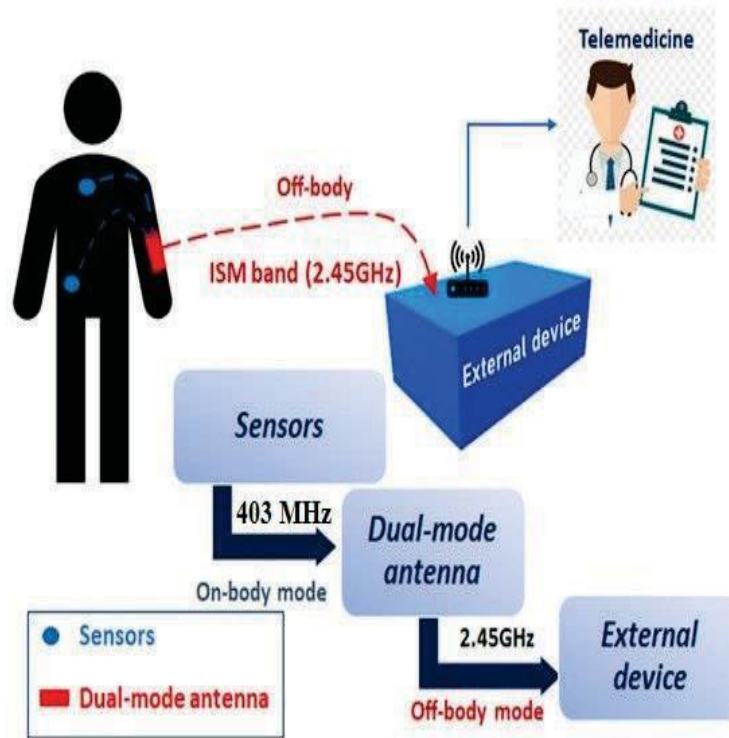 Telemedicine
Off-body
ISM band (2.45GHz)
External device
Sensors
403 MHz
On-body mode
Dual-mode
antenna
2.45GHz
Off-body mode
External
device
Sensors
Dual-mode antenna